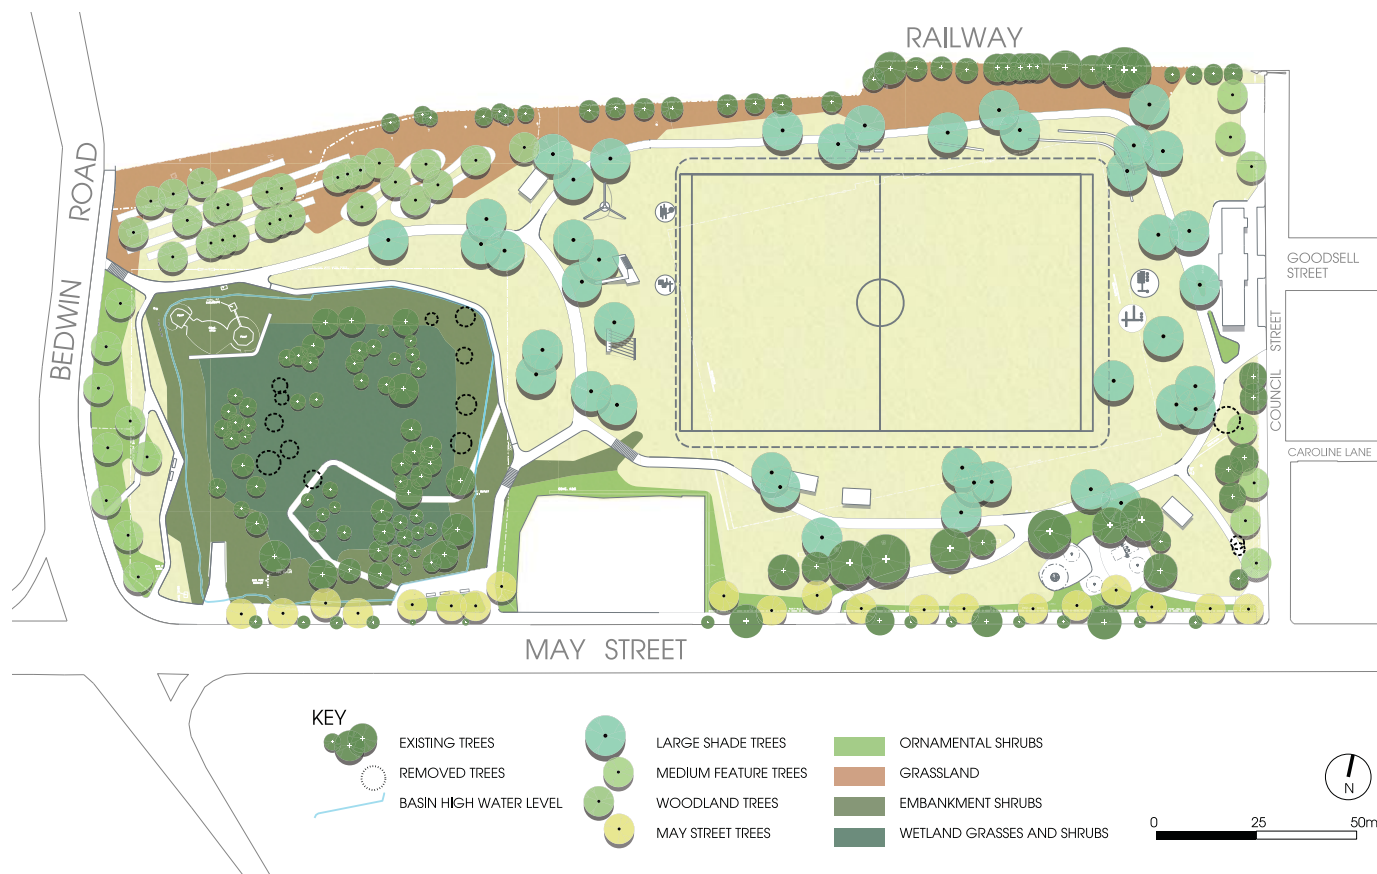 RAILWAY
BEDWIN ROAD
GOODSELL
STREET
COUNCIL STREET
CAROLINE LANE
MAY STREET
KEY
EXISTING TREES
REMOVED TREES
BASIN HIGH WATER LEVEL
LARGE SHADE TREES
MEDIUM FEATURE TREES
WOODLAND TREES
MAY STREET TREES
ORNAMENTAL SHRUBS
GRASSLAND
EMBANKMENT SHRUBS
WETLAND GRASSES AND SHRUBS
N
0 25 50m